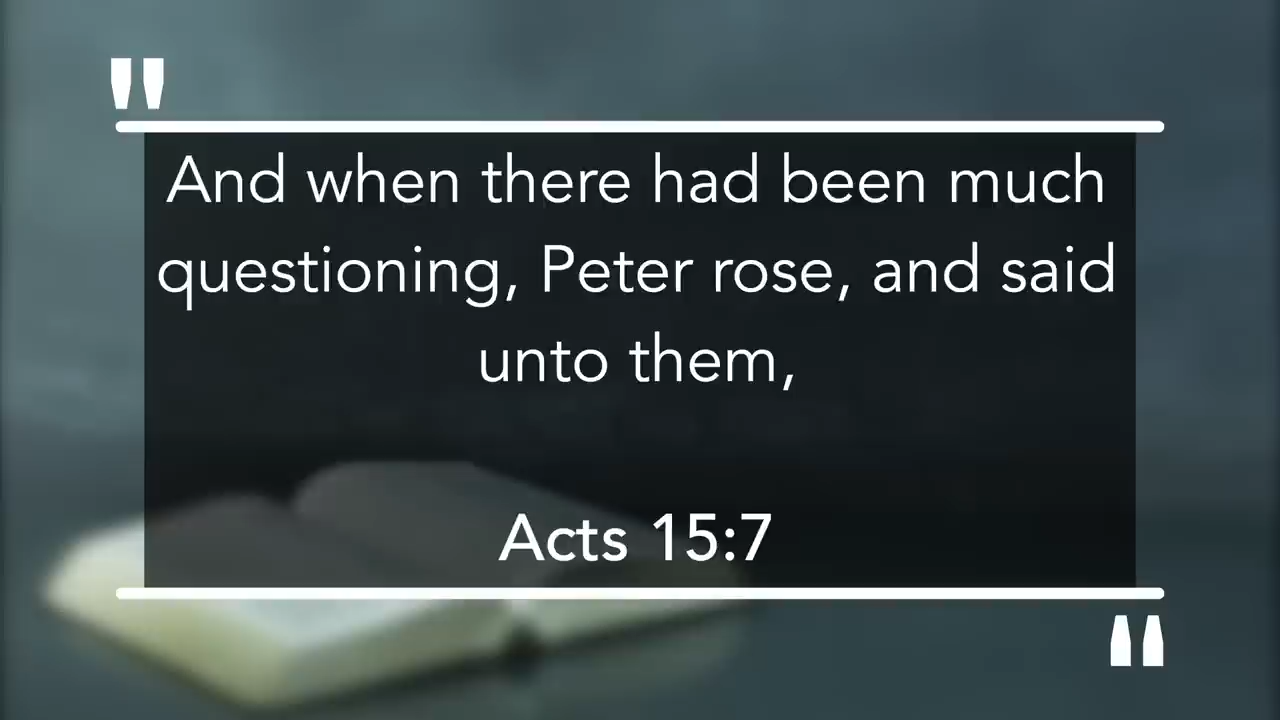 "
And when there had been much
questioning, Peter rose, and said
unto them,
Acts 15:7
"